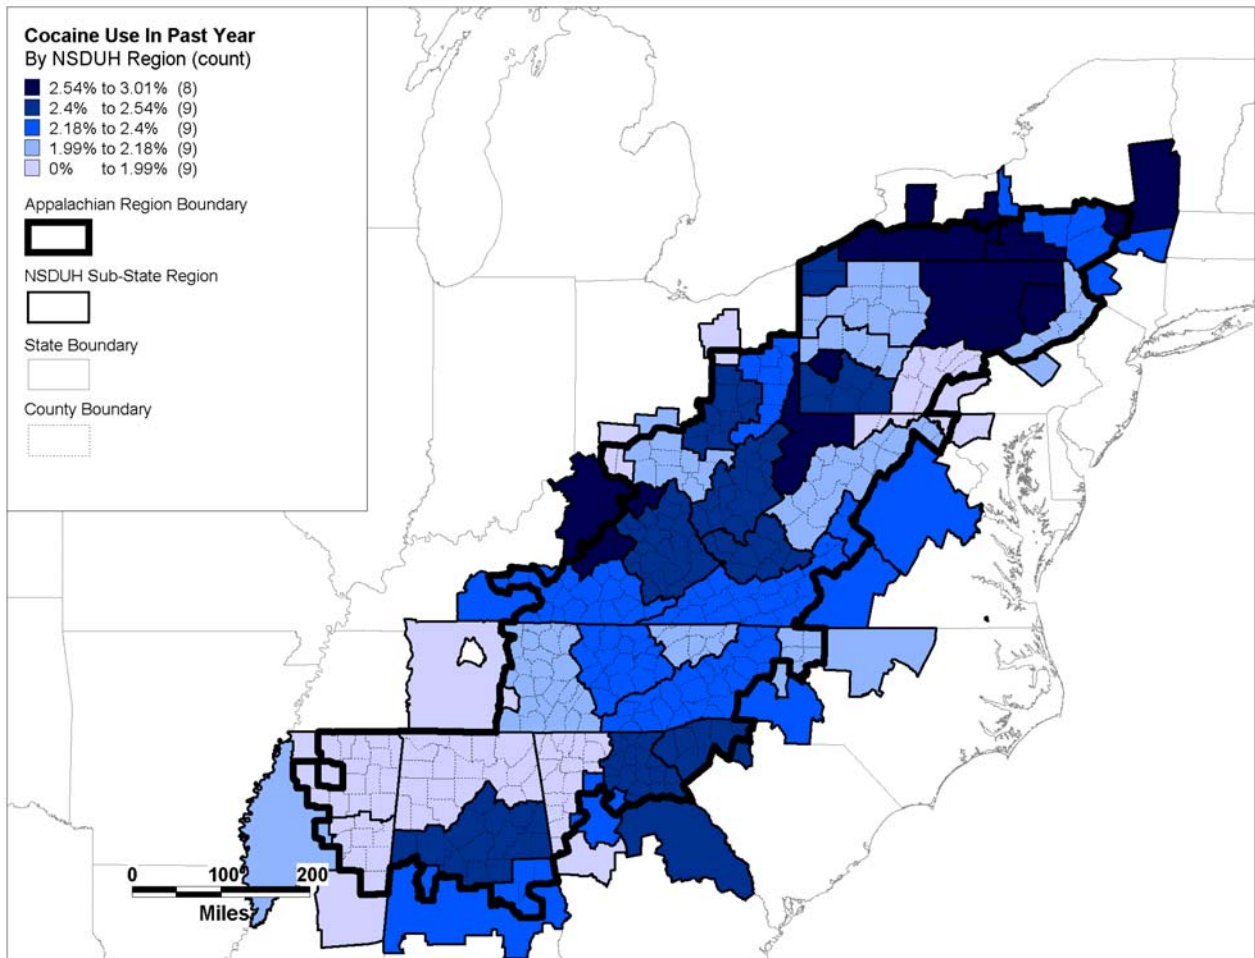 Cocaine Use In Past Year
By NSDUH Region (count)
2.54% to 3.01% (8)
2.4% to 2.54% (9)
2.18% to 2.4% (9)
1.99% to 2.18% (9)
0% to 1.99% (9)
Appalachian Region Boundary
NSDUH Sub-State Region
State Boundary
County Boundary
0 100 200
Miles